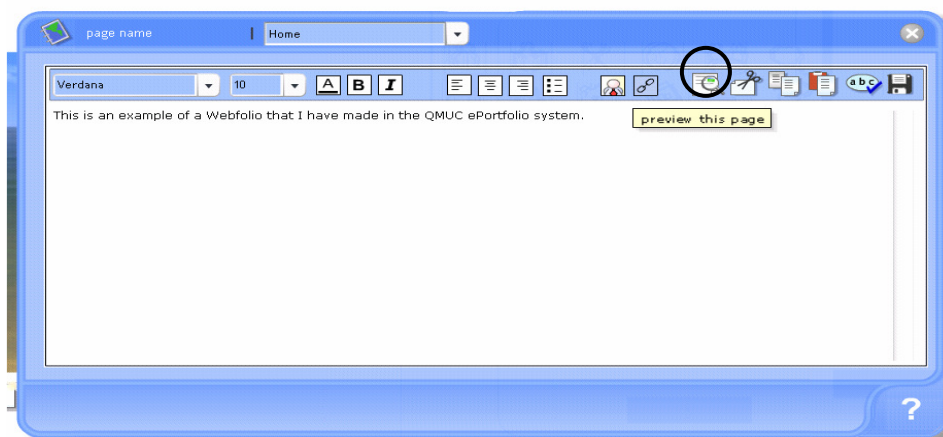 page name | Home
Verdana 10 A B I abc
This is an example of a Webfolio that I have made in the QMUC ePortfolio system.
preview this page
?